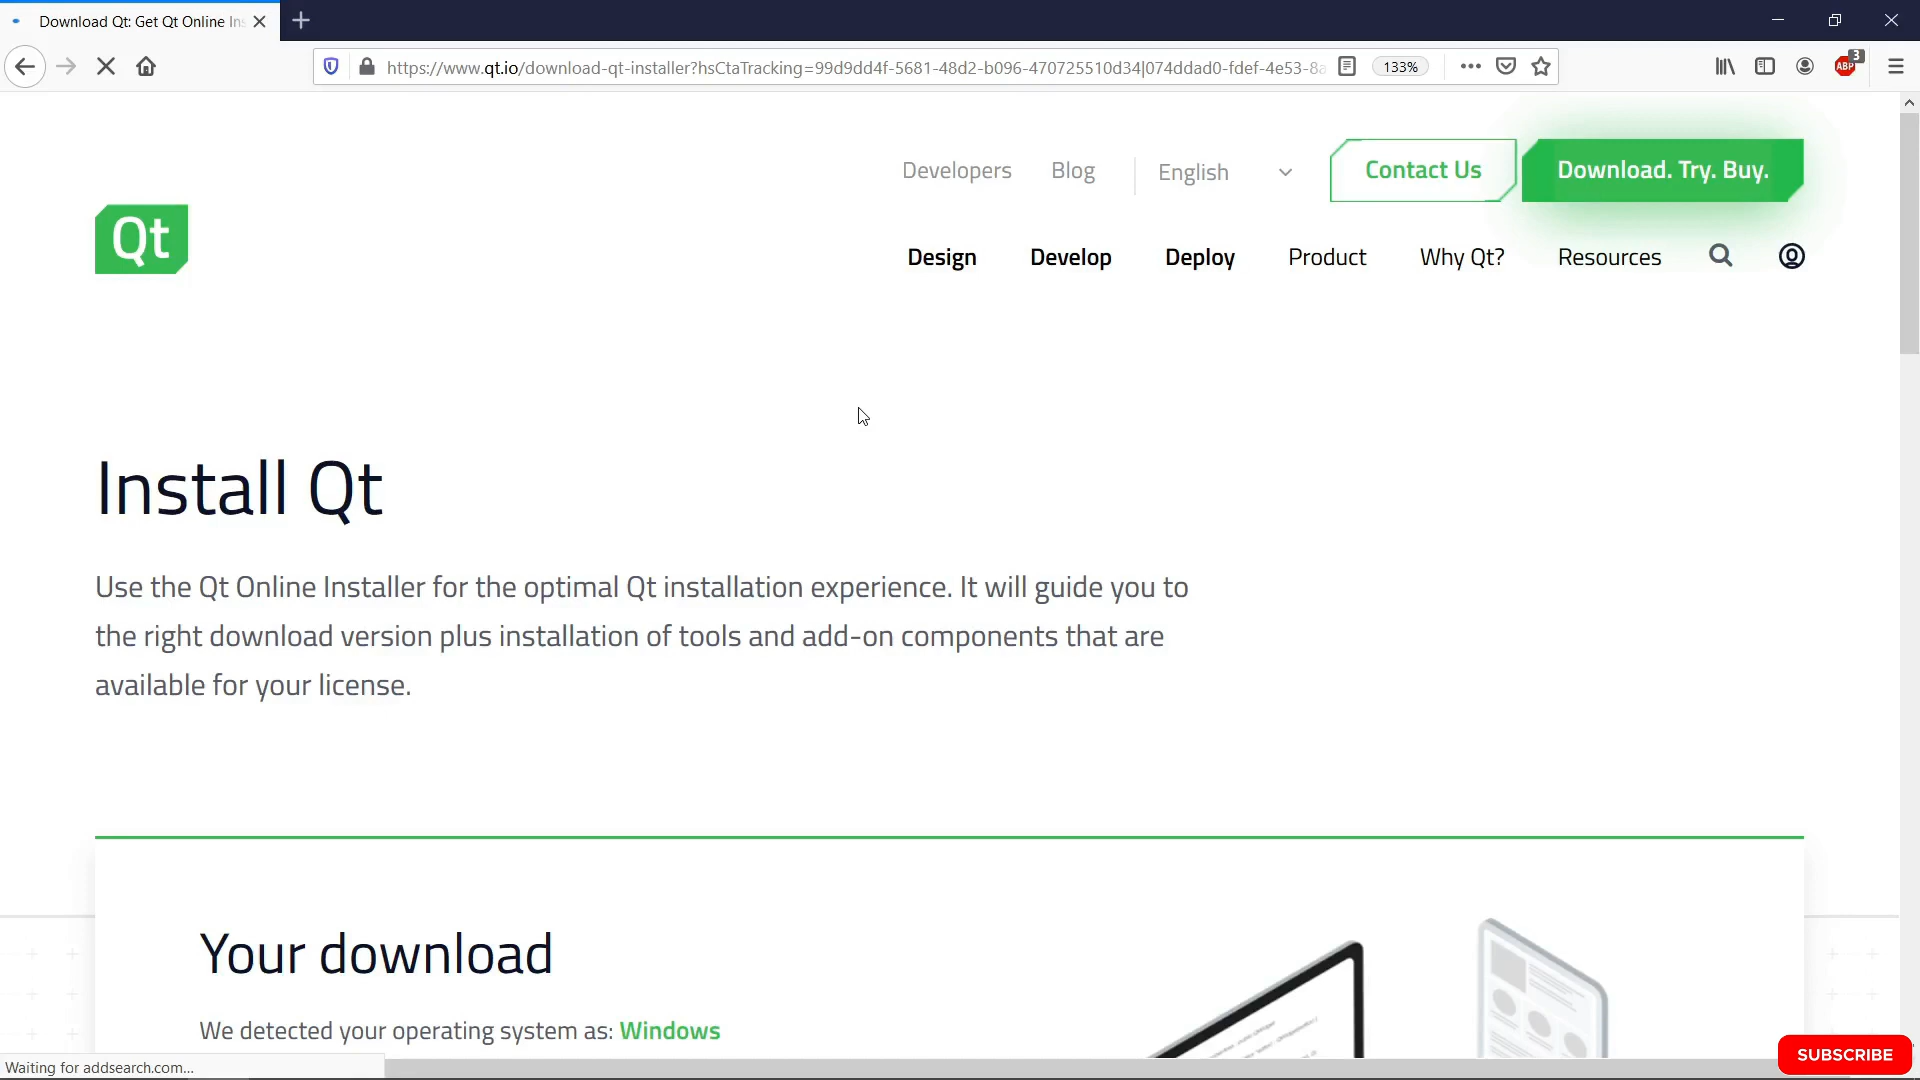 Download Qt: Get Qt Online Ins
https://www.qt.io/download-qt-installer?hsCtaTracking=99d9dd4f-5681-48d2-b096-470725510d34|074ddad0-fdef-4e53-8a
133%
ABP
3
Developers
Blog
English
Contact Us
Download. Try. Buy.
Qt
Design
Develop
Deploy
Product
Why Qt?
Resources
Install Qt
Use the Qt Online Installer for the optimal Qt installation experience. It will guide you to
the right download version plus installation of tools and add-on components that are
available for your license.
Your download
We detected your operating system as: Windows
Waiting for addsearch.com...
SUBSCRIBE